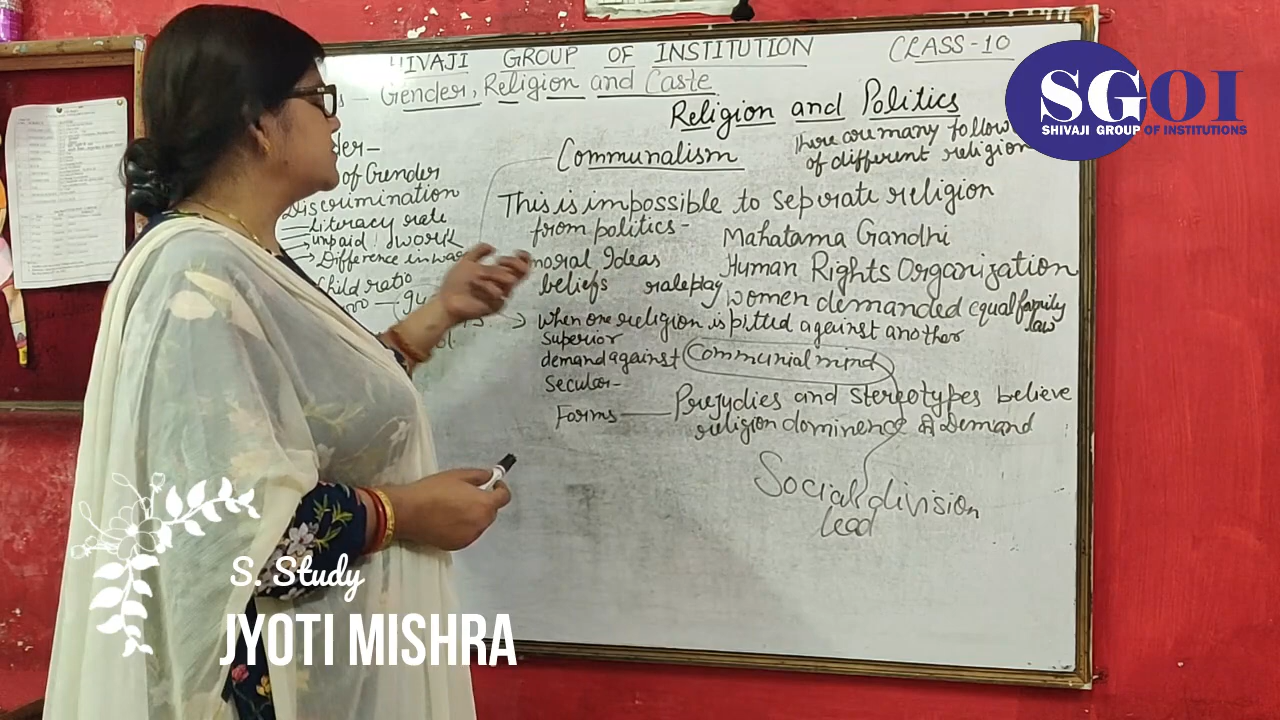 HIVAJI GROUP OF INSTITUTION
CLASS-10
Gender, Religion and Caste
Religion and Politics
SGOI
SHIVAJI GROUP OF INSTITUTIONS
der-
of Gender
Discrimination
literacy rate
unpaid work
Difference in wa
Child ratio
Communalism
There are many follow
of different religion
This is impossible to seperate religion
from politics-
Mahatama Gandhi
moral Ideas
Human Rights Organization
beliefs roleplay
women demanded equal family
law
when one religion is pitted against another
superior
demand against Communial mind
Secular-
Forms — Prejudies and stereotypes believe
religion dominence Demand
Social division
lead
S. Study
JYOTI MISHRA